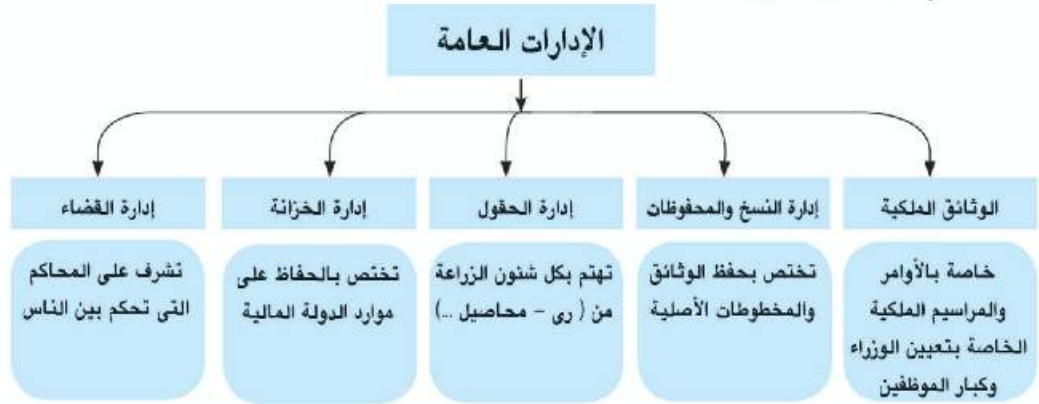 الإدارات العامة
الوثائق الملكية
خاصة بالأوامر
والمراسيم الملكية
الخاصة بتعيين الوزراء
وكبار الموظفين
إدارة النسخ والمحفوظات
تختص بحفظ الوثائق
والمخطوطات الأصلية
إدارة الحقول
تهتم بكل شئون الزراعة
من (رى - محاصيل ...)
إدارة الخزانة
تختص بالحفاظ على
موارد الدولة المالية
إدارة القضاء
تشرف على المحاكم
التى تحكم بين الناس